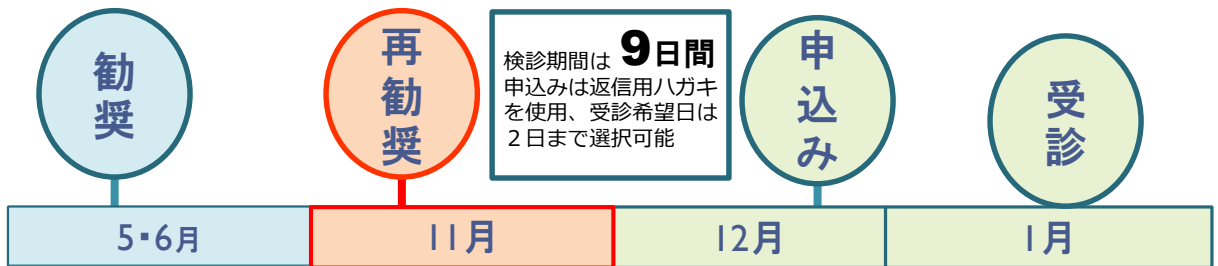 勧奨
再勧奨
検診期間は 9日間
申込みは返信用ハガキ
を使用、受診希望日は
２日まで選択可能
申込み
受診
5・6月
11月
12月
1月